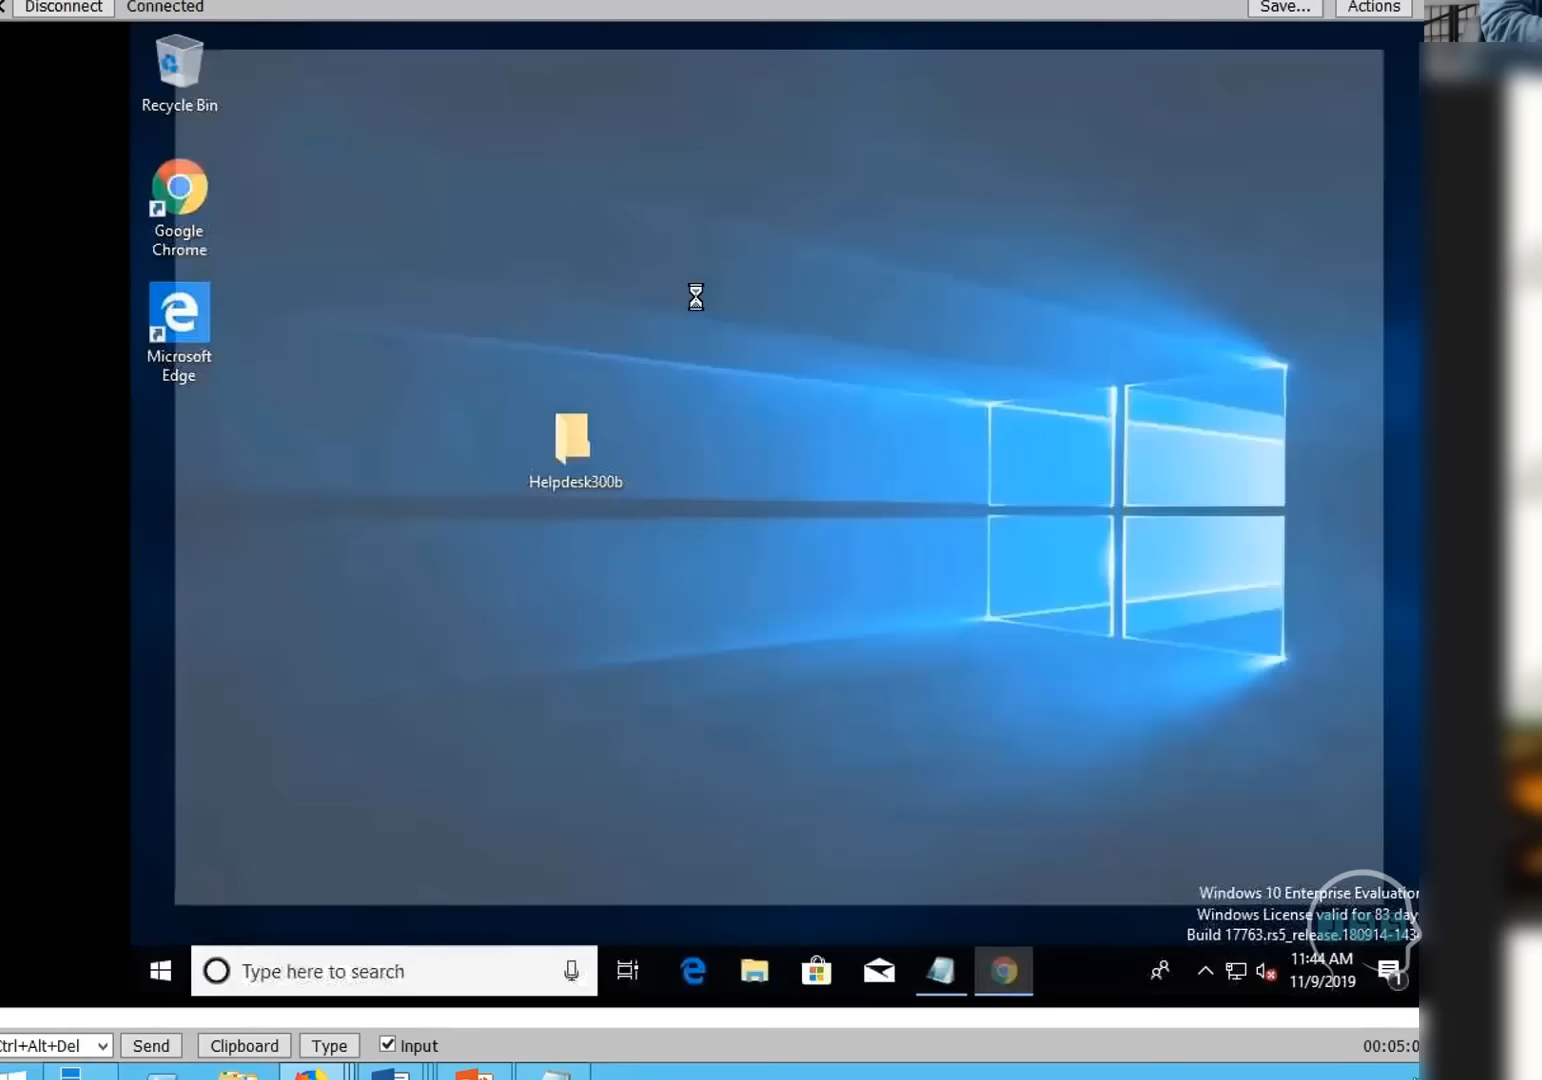 Disconnect
Connected
Save...
Actions
Recycle Bin
Google
Chrome
Microsoft
Edge
Helpdesk300b
Windows 10 Enterprise Evaluation
Windows License valid for 83 day
Build 17763.rs5_release.180914-143
Type here to search
11:44 AM
11/9/2019
1
Ctrl+Alt+Del
Send
Clipboard
Type
Input
00:05:0